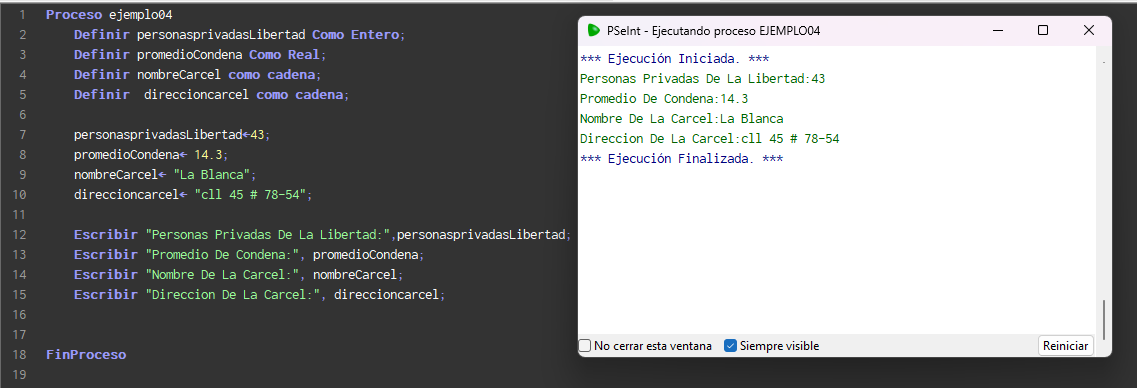 1 Proceso ejemplo04
2 Definir personasprivadasLibertad Como Entero;
3 Definir promedioCondena Como Real;
4 Definir nombreCarcel como cadena;
5 Definir  direccioncarcel como cadena;
6
7 personasprivadasLibertad←43;
8 promedioCondena← 14.3;
9 nombreCarcel← "La Blanca";
10 direccioncarcel← "cll 45 # 78-54";
11
12 Escribir "Personas Privadas De La Libertad:",personasprivadasLibertad;
13 Escribir "Promedio De Condena:", promedioCondena;
14 Escribir "Nombre De La Carcel:", nombreCarcel;
15 Escribir "Direccion De La Carcel:", direccioncarcel;
16
17
18 FinProceso
19
PSeInt - Ejecutando proceso EJEMPLO04
*** Ejecución Iniciada. ***
Personas Privadas De La Libertad:43
Promedio De Condena:14.3
Nombre De La Carcel:La Blanca
Direccion De La Carcel:cll 45 # 78-54
*** Ejecución Finalizada. ***
No cerrar esta ventana Siempre visible Reiniciar